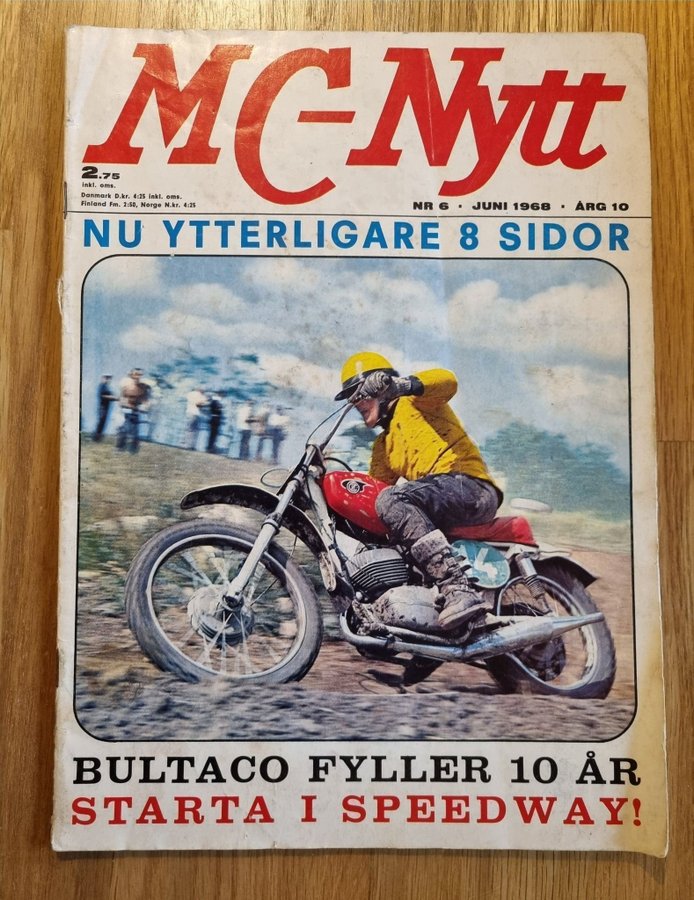 MC-Nytt
2.75
inkl. oms.
Danmark D.kr. 4:25 inkl. oms.
Finland Fm. 2:50, Norge N.kr. 4:25
NR 6 · JUNI 1968 · ÅRG 10
NU YTTERLIGARE 8 SIDOR
BULTACO FYLLER 10 ÅR
STARTA I SPEEDWAY!